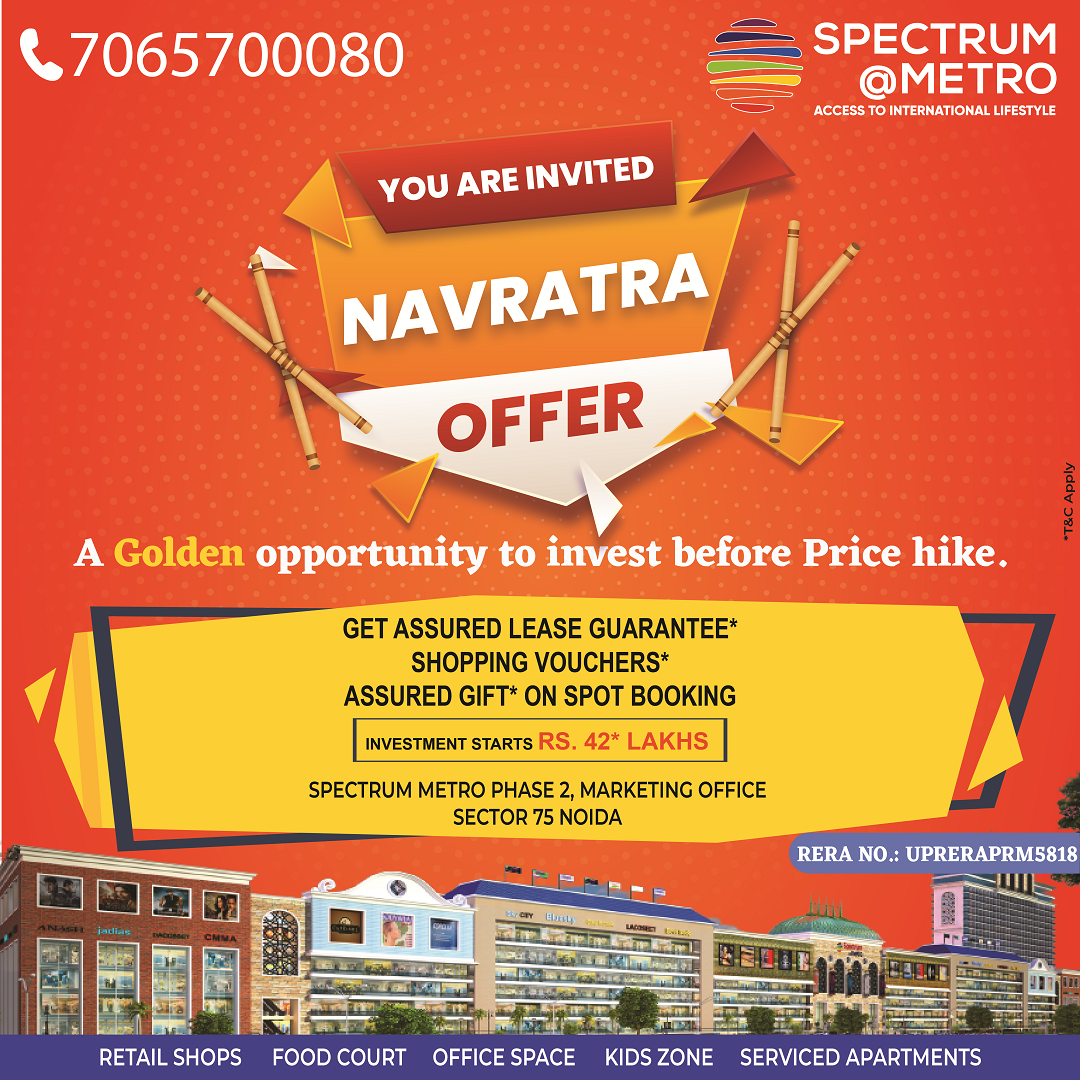 7065700080
SPECTRUM
@METRO
ACCESS TO INTERNATIONAL LIFESTYLE
YOU ARE INVITED
NAVRATRA
OFFER
*T&C Apply
A Golden opportunity to invest before Price hike.
GET ASSURED LEASE GUARANTEE*
SHOPPING VOUCHERS*
ASSURED GIFT* ON SPOT BOOKING
INVESTMENT STARTS RS. 42* LAKHS
SPECTRUM METRO PHASE 2, MARKETING OFFICE
SECTOR 75 NOIDA
RERA NO.: UPRERAPRM5818
jadias
CMMA
RETAIL SHOPS FOOD COURT OFFICE SPACE KIDS ZONE SERVICED APARTMENTS